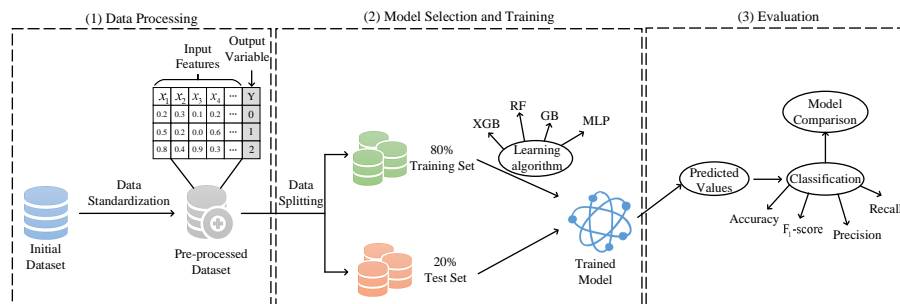 (1) Data Processing
(2) Model Selection and Training
(3) Evaluation
Input
Features
Output
Variable
x1 x2 x3 x4 ... Y
0.2 0.3 0.1 0.2 ... 0
0.5 0.2 0.0 0.6 ... 1
0.8 0.4 0.9 0.3 ... 2
Initial
Dataset
Data
Standardization
Pre-processed
Dataset
Data
Splitting
80%
Training Set
20%
Test Set
XGB
RF
GB
MLP
Learning
algorithm
Trained
Model
Predicted
Values
Model
Comparison
Classification
Accuracy
F1-score
Precision
Recall